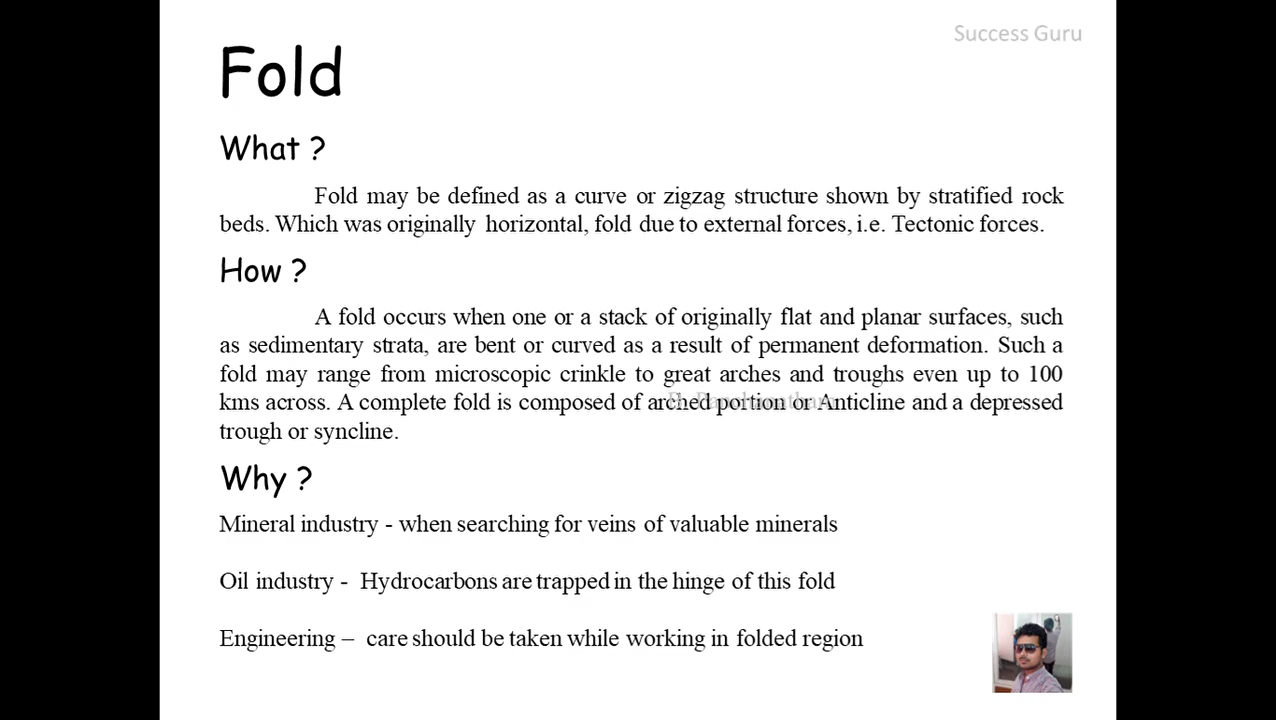 Success Guru
Fold
What ?
Fold may be defined as a curve or zigzag structure shown by stratified rock
beds. Which was originally horizontal, fold due to external forces, i.e. Tectonic forces.
How ?
A fold occurs when one or a stack of originally flat and planar surfaces, such
as sedimentary strata, are bent or curved as a result of permanent deformation. Such a
fold may range from microscopic crinkle to great arches and troughs even up to 100
kms across. A complete fold is composed of arched portion or Anticline and a depressed
trough or syncline.
Why ?
Mineral industry - when searching for veins of valuable minerals
Oil industry - Hydrocarbons are trapped in the hinge of this fold
Engineering – care should be taken while working in folded region